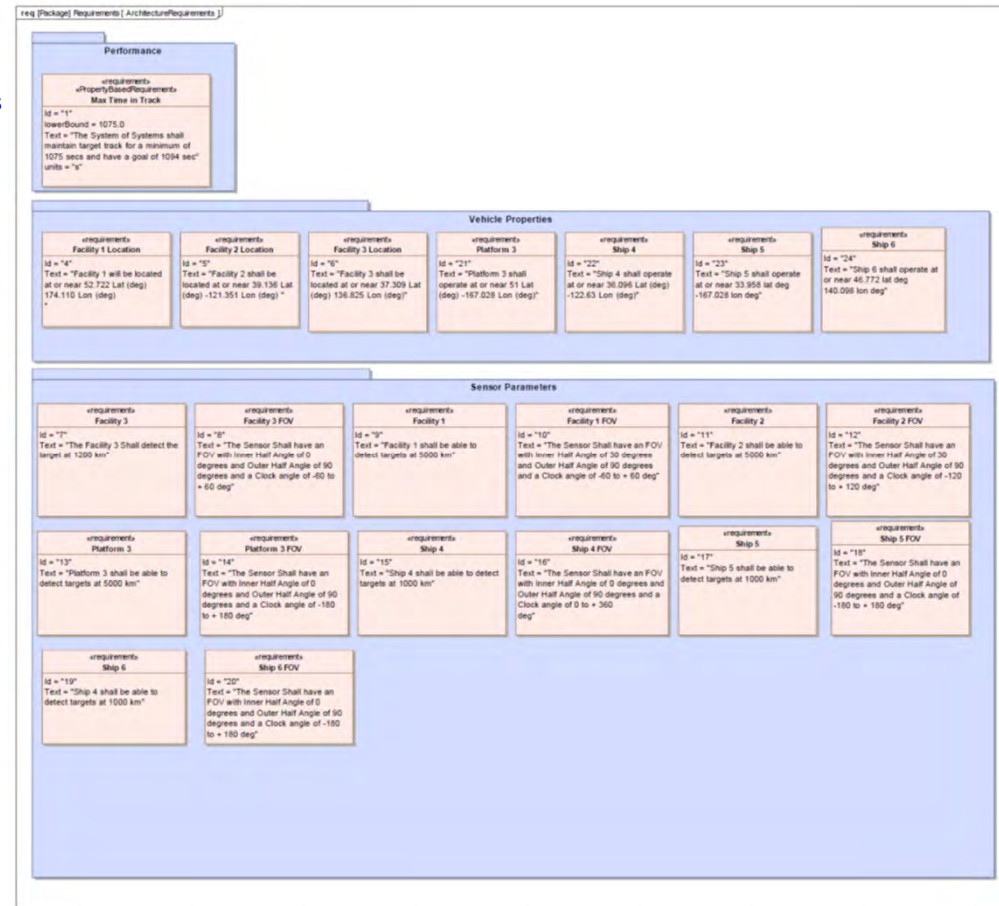 req [Package] Requirements [ ArchitectureRequirements ]
s
Performance
«requirement»
«PropertyBasedRequirement»
Max Time in Track
Id = "1"
lowerBound = 1075.0
Text = "The System of Systems shall
maintain target track for a minimum of
1075 secs and have a goal of 1094 sec"
units = "s"
Vehicle Properties
«requirement»
Facility 1 Location
Id = "4"
Text = "Facility 1 will be located
at or near 52.722 Lat (deg)
174.110 Lon (deg)
"
«requirement»
Facility 2 Location
Id = "5"
Text = "Facility 2 shall be
located at or near 39.136 Lat
(deg) -121.351 Lon (deg) "
«requirement»
Facility 3 Location
Id = "6"
Text = "Facility 3 shall be
located at or near 37.309 Lat
(deg) 136.825 Lon (deg)"
«requirement»
Platform 3
Id = "21"
Text = "Platform 3 shall
operate at or near 51 Lat
(deg) -167.028 Lon (deg)"
«requirement»
Ship 4
Id = "22"
Text = "Ship 4 shall operate
at or near 36.096 Lat (deg)
-122.63 Lon (deg)"
«requirement»
Ship 5
Id = "23"
Text = "Ship 5 shall operate
at or near 33.958 lat deg
-167.028 lon deg"
«requirement»
Ship 6
Id = "24"
Text = "Ship 6 shall operate at
or near 46.772 lat deg
140.098 lon deg"
Sensor Parameters
«requirement»
Facility 3
Id = "7"
Text = "The Facility 3 Shall detect the
target at 1200 km"
«requirement»
Facility 3 FOV
Id = "8"
Text = "The Sensor Shall have an
FOV with Inner Half Angle of 0
degrees and Outer Half Angle of 90
degrees and a Clock angle of -60 to
+ 60 deg"
«requirement»
Facility 1
Id = "9"
Text = "Facility 1 shall be able to
detect targets at 5000 km"
«requirement»
Facility 1 FOV
Id = "10"
Text = "The Sensor Shall have an FOV
with Inner Half Angle of 30 degrees
and Outer Half Angle of 90 degrees
and a Clock angle of -60 to + 60 deg"
«requirement»
Facility 2
Id = "11"
Text = "Facility 2 shall be able to
detect targets at 5000 km"
«requirement»
Facility 2 FOV
Id = "12"
Text = "The Sensor Shall have an
FOV with Inner Half Angle of 30
degrees and Outer Half Angle of 90
degrees and a Clock angle of -120
to + 120 deg"
«requirement»
Platform 3
Id = "13"
Text = "Platform 3 shall be able to
detect targets at 5000 km"
«requirement»
Platform 3 FOV
Id = "14"
Text = "The Sensor Shall have an
FOV with Inner Half Angle of 0
degrees and Outer Half Angle of 90
degrees and a Clock angle of -180
to + 180 deg"
«requirement»
Ship 4
Id = "15"
Text = "Ship 4 shall be able to detect
targets at 1000 km"
«requirement»
Ship 4 FOV
Id = "16"
Text = "The Sensor Shall have an FOV
with Inner Half Angle of 0 degrees and
Outer Half Angle of 90 degrees and a
Clock angle of 0 to + 360
deg"
«requirement»
Ship 5
Id = "17"
Text = "Ship 5 shall be able to
detect targets at 1000 km"
«requirement»
Ship 5 FOV
Id = "18"
Text = "The Sensor Shall have an
FOV with Inner Half Angle of 0
degrees and Outer Half Angle of
90 degrees and a Clock angle of
-180 to + 180 deg"
«requirement»
Ship 6
Id = "19"
Text = "Ship 4 shall be able to
detect targets at 1000 km"
«requirement»
Ship 6 FOV
Id = "20"
Text = "The Sensor Shall have an
FOV with Inner Half Angle of 0
degrees and Outer Half Angle of 90
degrees and a Clock angle of -180
to + 180 deg"